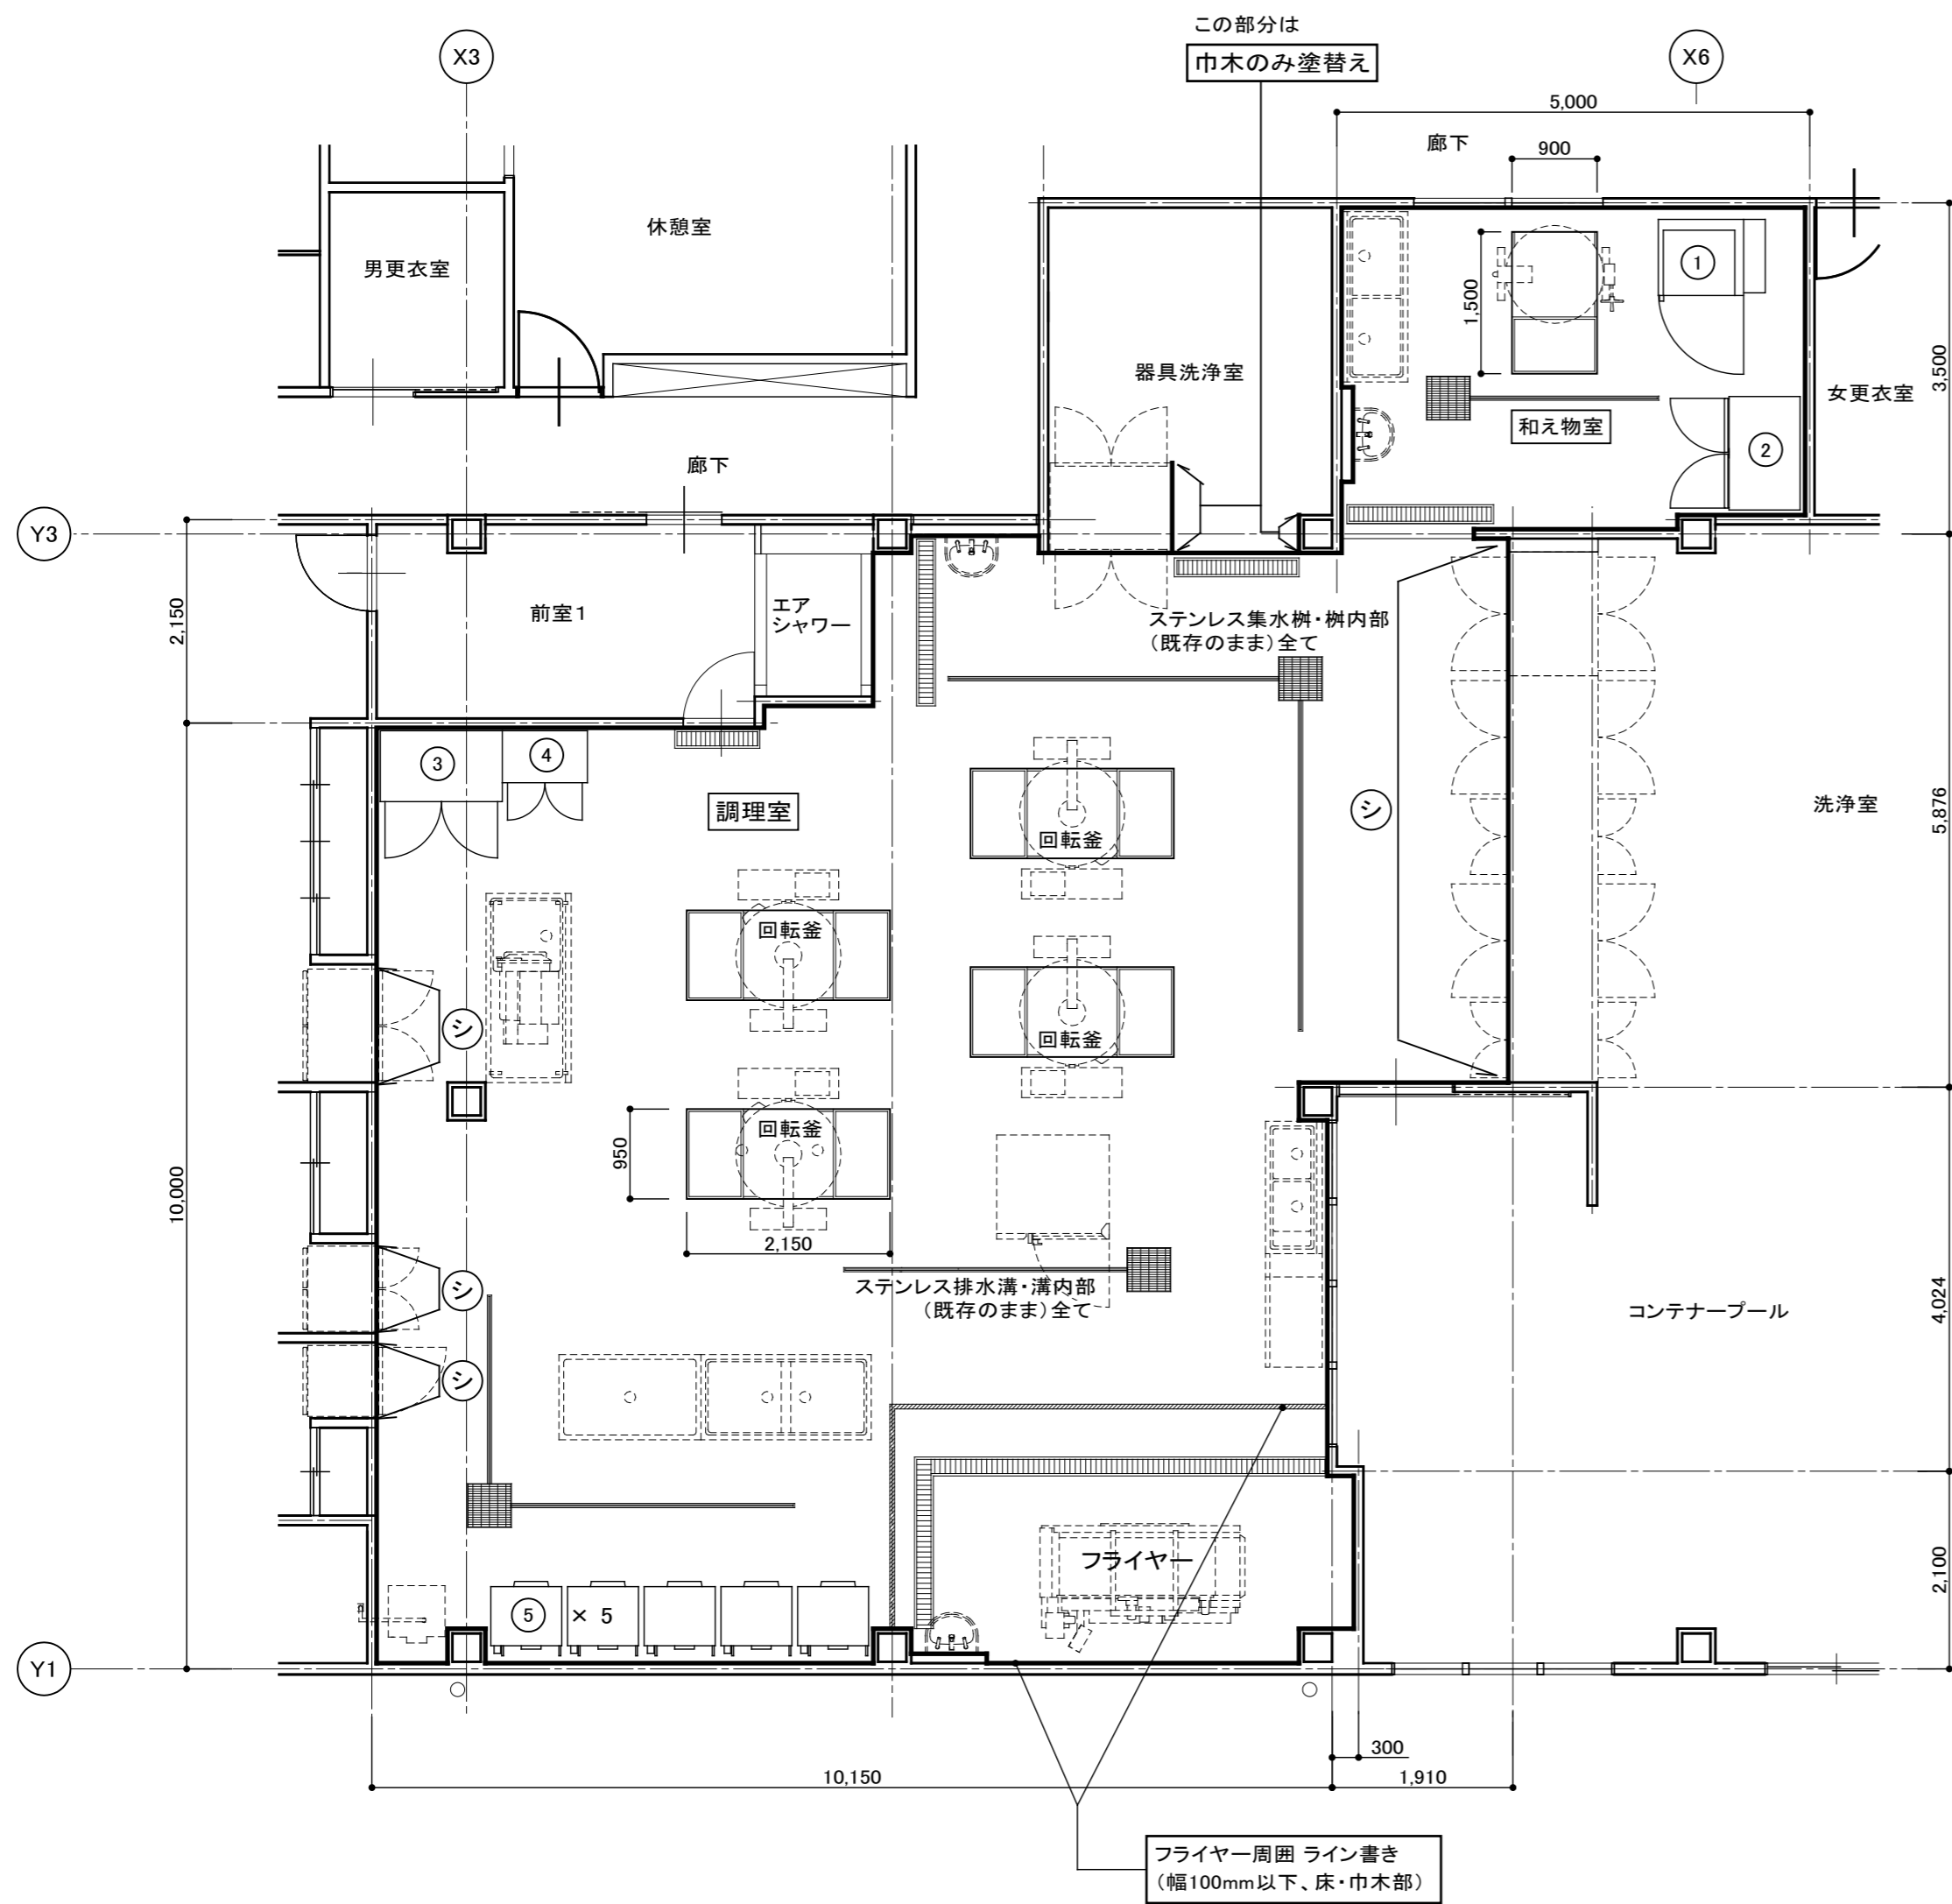 この部分は
巾木のみ塗替え
X3
X6
5,000
廊下
900
休憩室
男更衣室
1
1,500
器具洗浄室
3,500
女更衣室
和え物室
2
廊下
Y3
前室1
エア
シャワー
2,150
ステンレス集水桝・桝内部
（既存のまま）全て
3
4
調理室
シ
洗浄室
5,876
回転釜
回転釜
シ
回転釜
回転釜
950
10,000
2,150
シ
ステンレス排水溝・溝内部
（既存のまま）全て
コンテナープール
4,024
シ
フライヤー
2,100
5
× 5
Y1
300
10,150
1,910
フライヤー周囲 ライン書き
（幅100mm以下、床・巾木部）